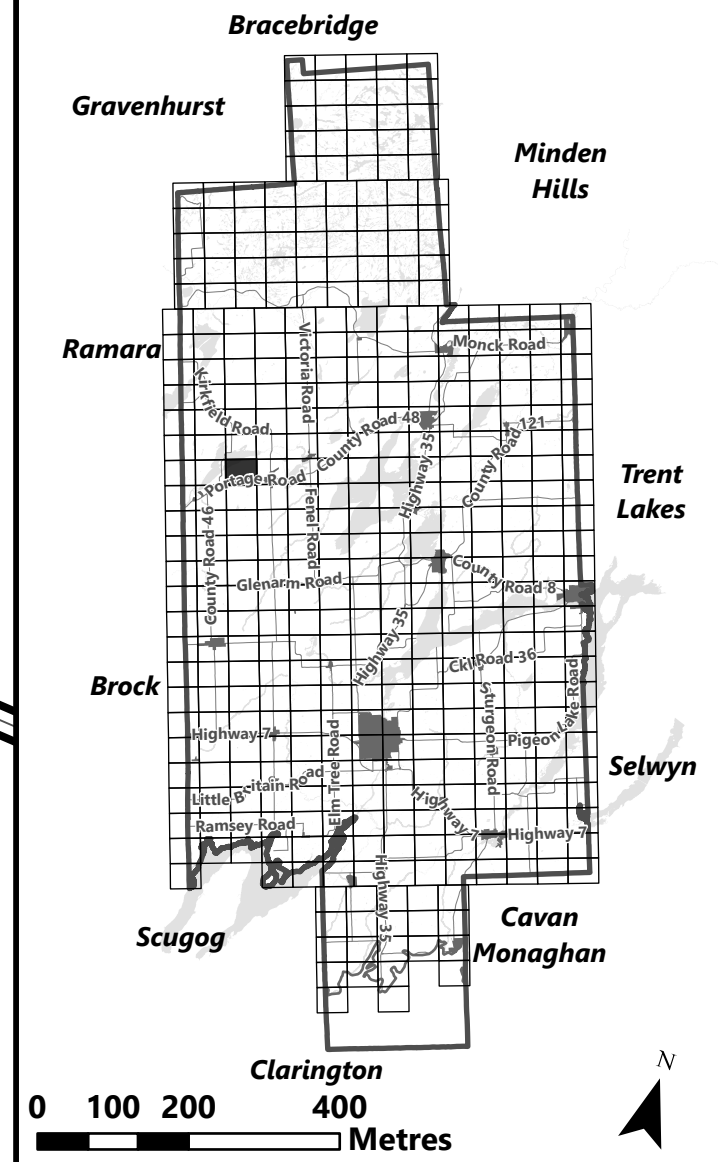 Bracebridge
Gravenhurst
Minden
Hills
Ramara
Monck Road
Victoria Road
Kirkfield Road
County Road 48
County Road 121
Highway 35
Portage Road
Trent
Lakes
Fenel Road
County Road 46
Glenarm Road
County Road 8
Highway 35
Ckl Road 36
Brock
Sturgeon Road
Pigeon Lake Road
Highway 7
Elm Tree Road
Selwyn
Little Britain Road
Highway 7
Ramsey Road
Highway 7
Highway 35
Scugog
Cavan
Monaghan
Clarington
N
0 100 200 400
Metres